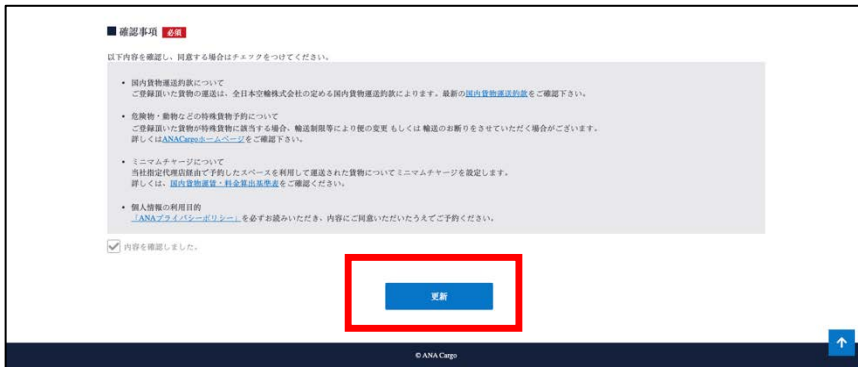 ■ 確認事項 必須
以下内容を確認し、同意する場合はチェックをつけてください。
• 国内貨物運送約款について
ご登録頂いた貨物の運送は、全日本空輸株式会社の定める国内貨物運送約款によります。最新の国内貨物運送約款をご確認下さい。
• 危険物・動物などの特殊貨物予約について
ご登録頂いた貨物が特殊貨物に該当する場合、輸送制限等により便の変更 もしくは 輸送のお断りをさせていただく場合がございます。
詳しくはANACargoホームページをご確認下さい。
• ミニマムチャージについて
当社指定代理店経由で予約したスペースを利用して運送された貨物についてミニマムチャージを設定します。
詳しくは、国内貨物運賃・料金算出基準表をご確認ください。
• 個人情報の利用目的
「ANAプライバシーポリシー」を必ずお読みいただき、内容にご同意いただいたうえでご予約ください。
内容を確認しました。
更新
© ANA Cargo